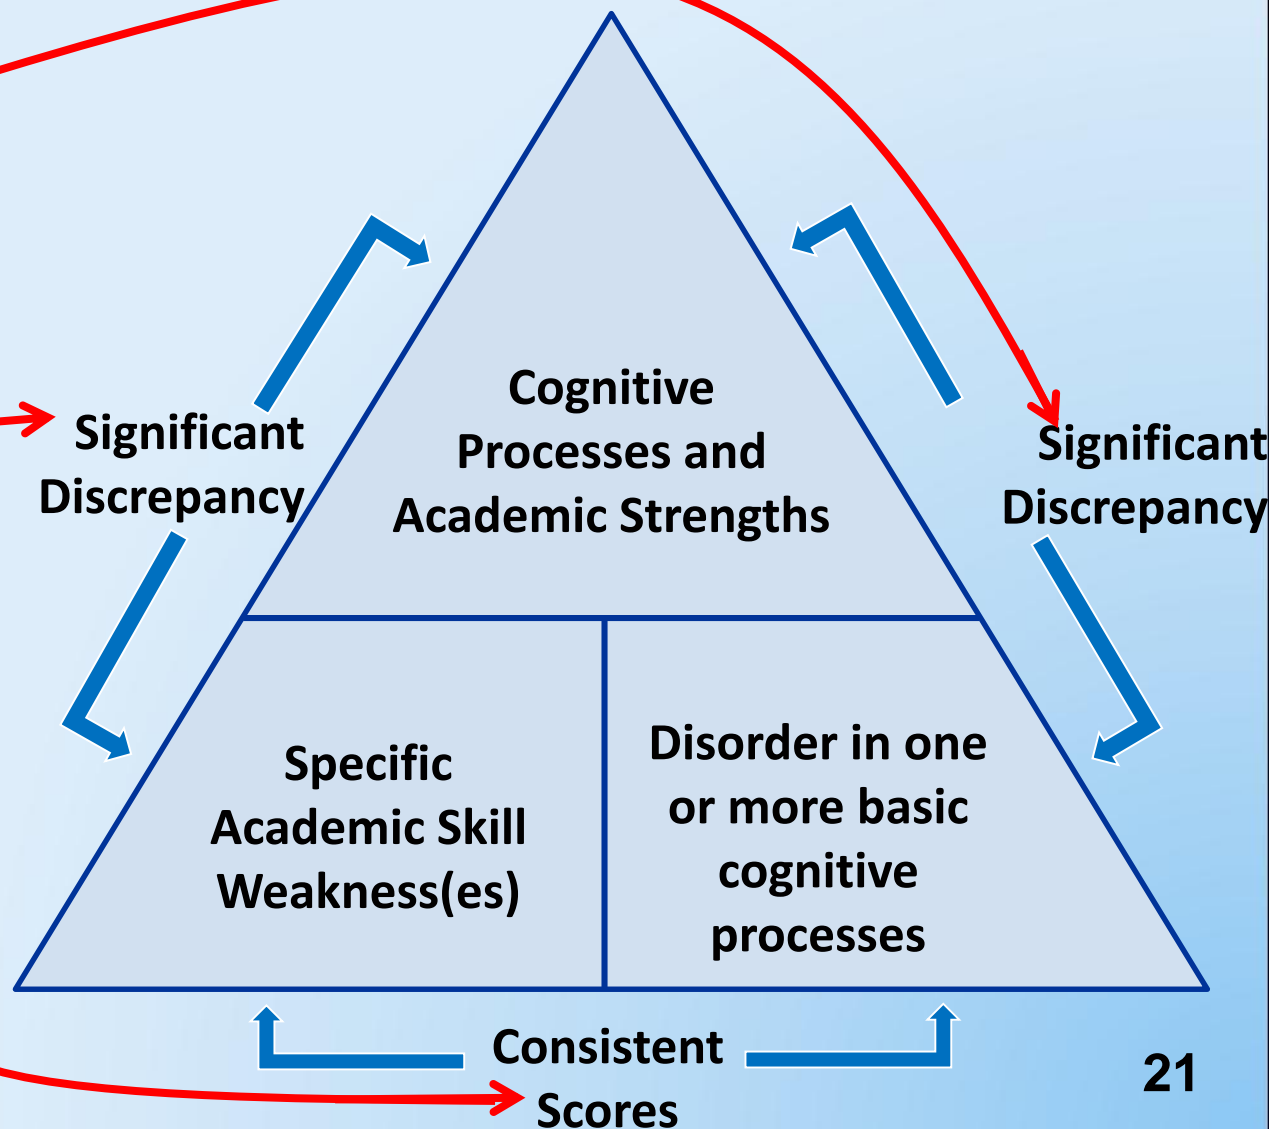 Cognitive
Processes and
Academic Strengths
Significant
Discrepancy
Significant
Discrepancy
Specific
Academic Skill
Weakness(es)
Disorder in one
or more basic
cognitive
processes
Consistent
Scores
21